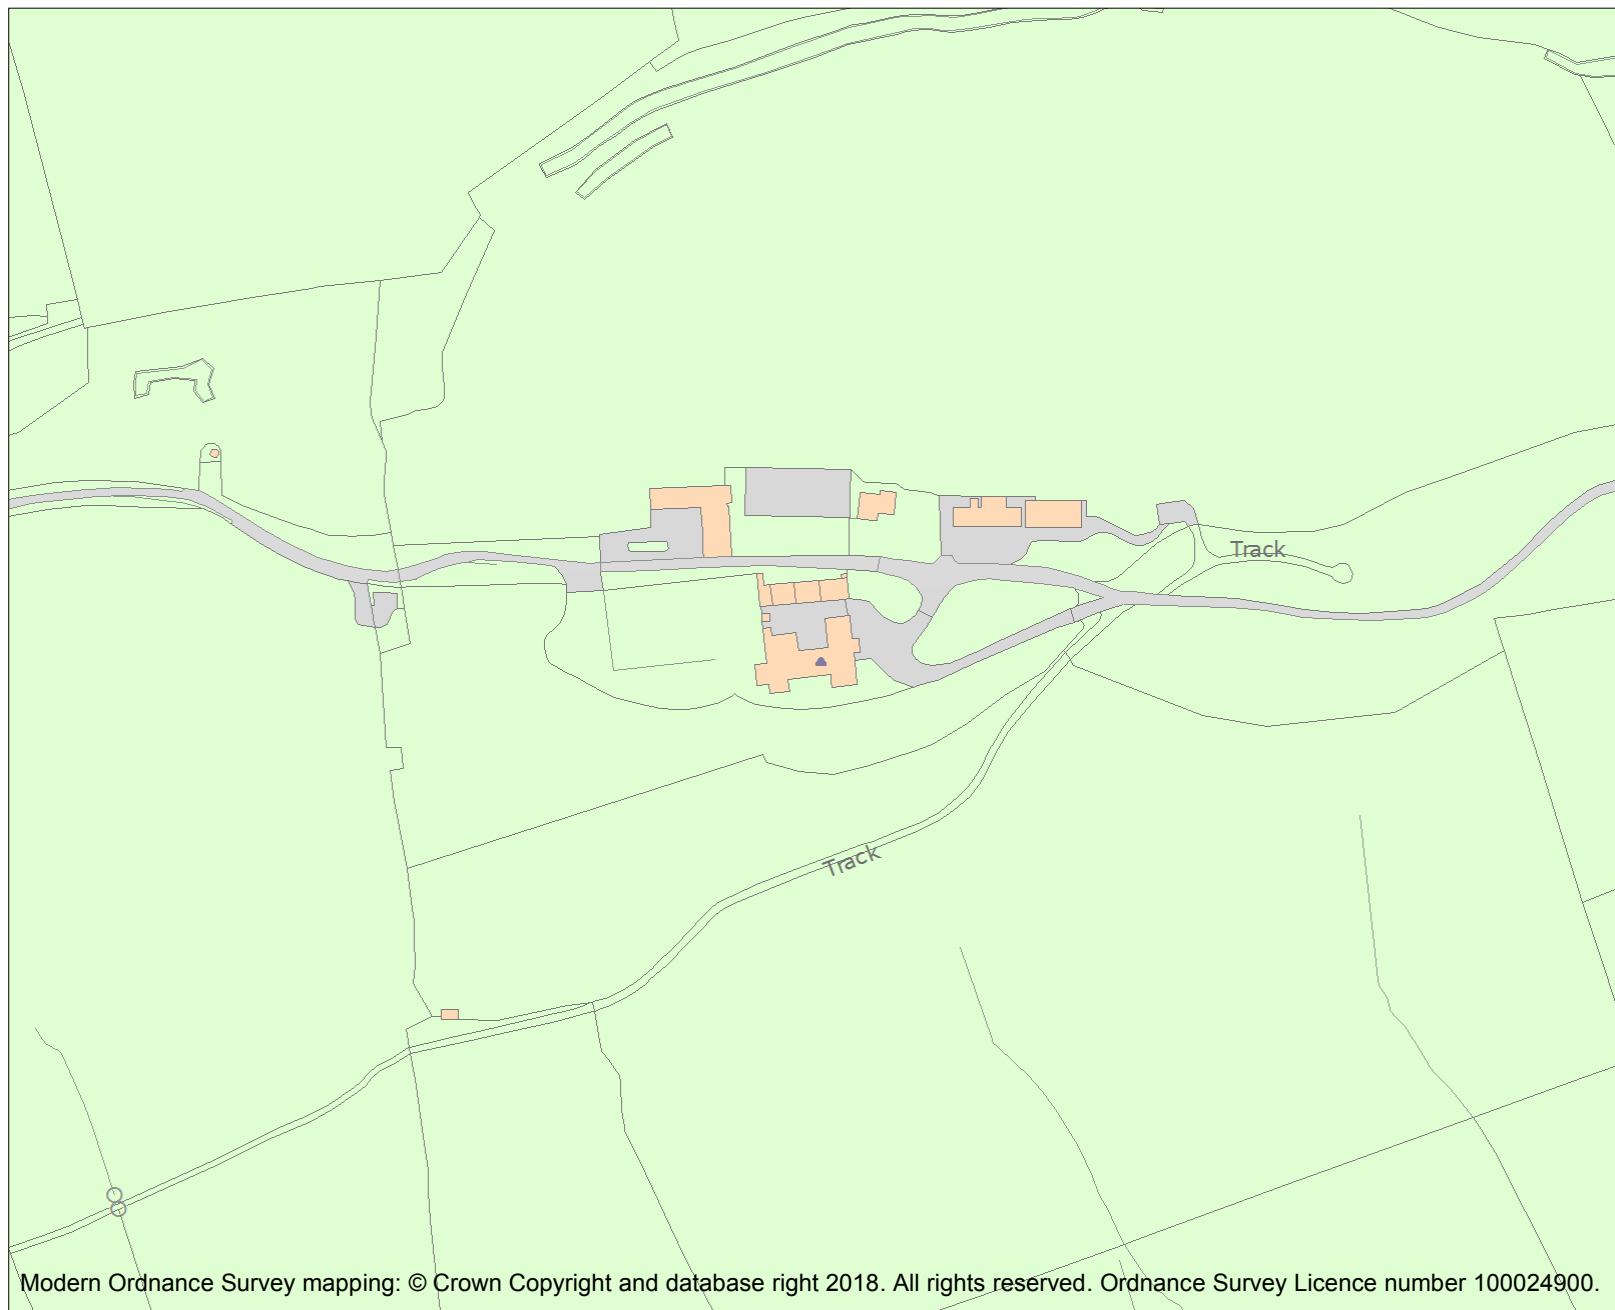 Track
Track
Modern Ordnance Survey mapping: © Crown Copyright and database right 2018. All rights reserved. Ordnance Survey Licence number 100024900.